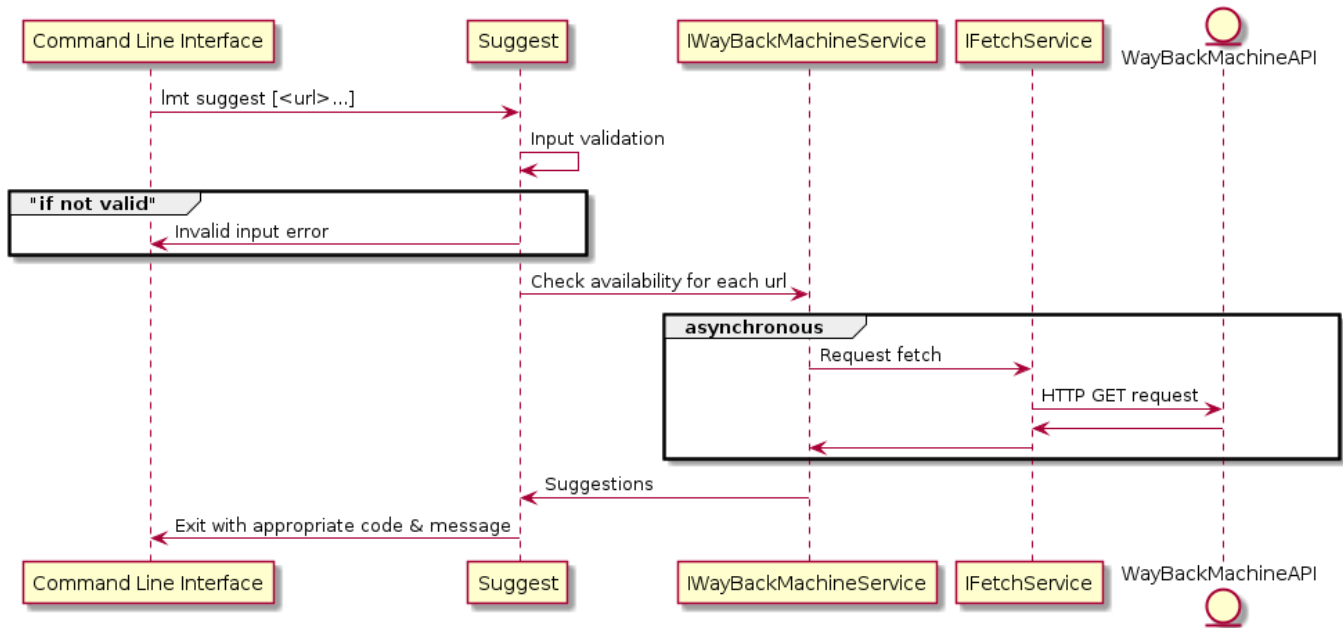 Command Line Interface
Suggest
IWayBackMachineService
IFetchService
WayBackMachineAPI
lmt suggest [<url>...]
Input validation
"if not valid"
Invalid input error
Check availability for each url
asynchronous
Request fetch
HTTP GET request
Suggestions
Exit with appropriate code & message
Command Line Interface
Suggest
IWayBackMachineService
IFetchService
WayBackMachineAPI